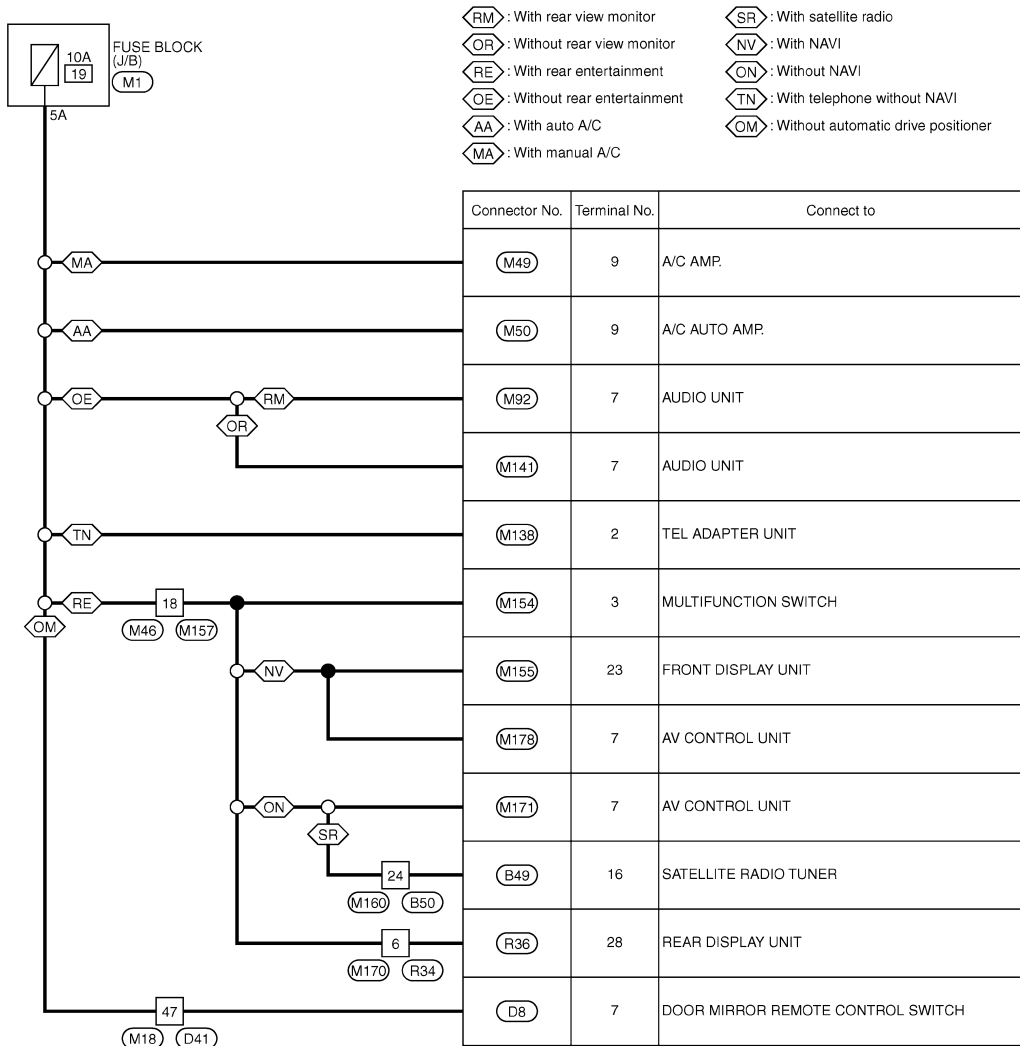 RM : With rear view monitor
OR : Without rear view monitor
RE : With rear entertainment
OE : Without rear entertainment
AA : With auto A/C
MA : With manual A/C
SR : With satellite radio
NV : With NAVI
ON : Without NAVI
TN : With telephone without NAVI
OM : Without automatic drive positioner
10A
19
FUSE BLOCK
(J/B)
M1
5A
Connector No. Terminal No. Connect to
MA M49 9 A/C AMP.
AA M50 9 A/C AUTO AMP.
OE RM M92 7 AUDIO UNIT
OR
M141 7 AUDIO UNIT
TN M138 2 TEL ADAPTER UNIT
RE 18 M154 3 MULTIFUNCTION SWITCH
OM M46 M157
NV M155 23 FRONT DISPLAY UNIT
M178 7 AV CONTROL UNIT
ON M171 7 AV CONTROL UNIT
SR
24 B49 16 SATELLITE RADIO TUNER
M160 B50
6 R36 28 REAR DISPLAY UNIT
M170 R34
47 D8 7 DOOR MIRROR REMOTE CONTROL SWITCH
M18 D41